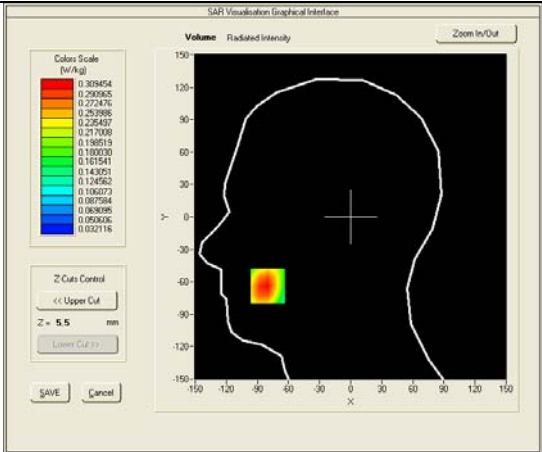 SAR Visualisation Graphical Interface
Volume Radiated Intensity
Zoom In/Out
Colors Scale
(W/kg)
0.309454
0.290965
0.272476
0.253986
0.235497
0.217008
0.198519
0.180030
0.161541
0.143051
0.124562
0.106073
0.087584
0.069095
0.050606
0.032116
Z-Cuts Control
<< Upper Cut
Z = 5.5 mm
Lower Cut >>
SAVE Cancel
150
120
90
60
30
0
-30
-60
-90
-120
-150
Y
-150 -120 -90 -60 -30 0 30 60 90 120 150
X